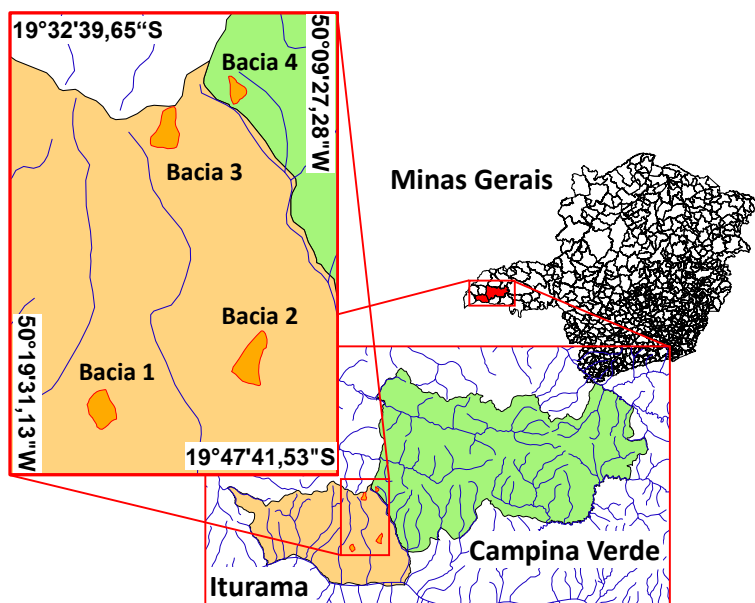 19°32'39,65“S
50°09'27,28"W
Bacia 4
Bacia 3
Minas Gerais
Bacia 2
Bacia 1
50°19'31,13"W
19°47'41,53"S
Campina Verde
Iturama